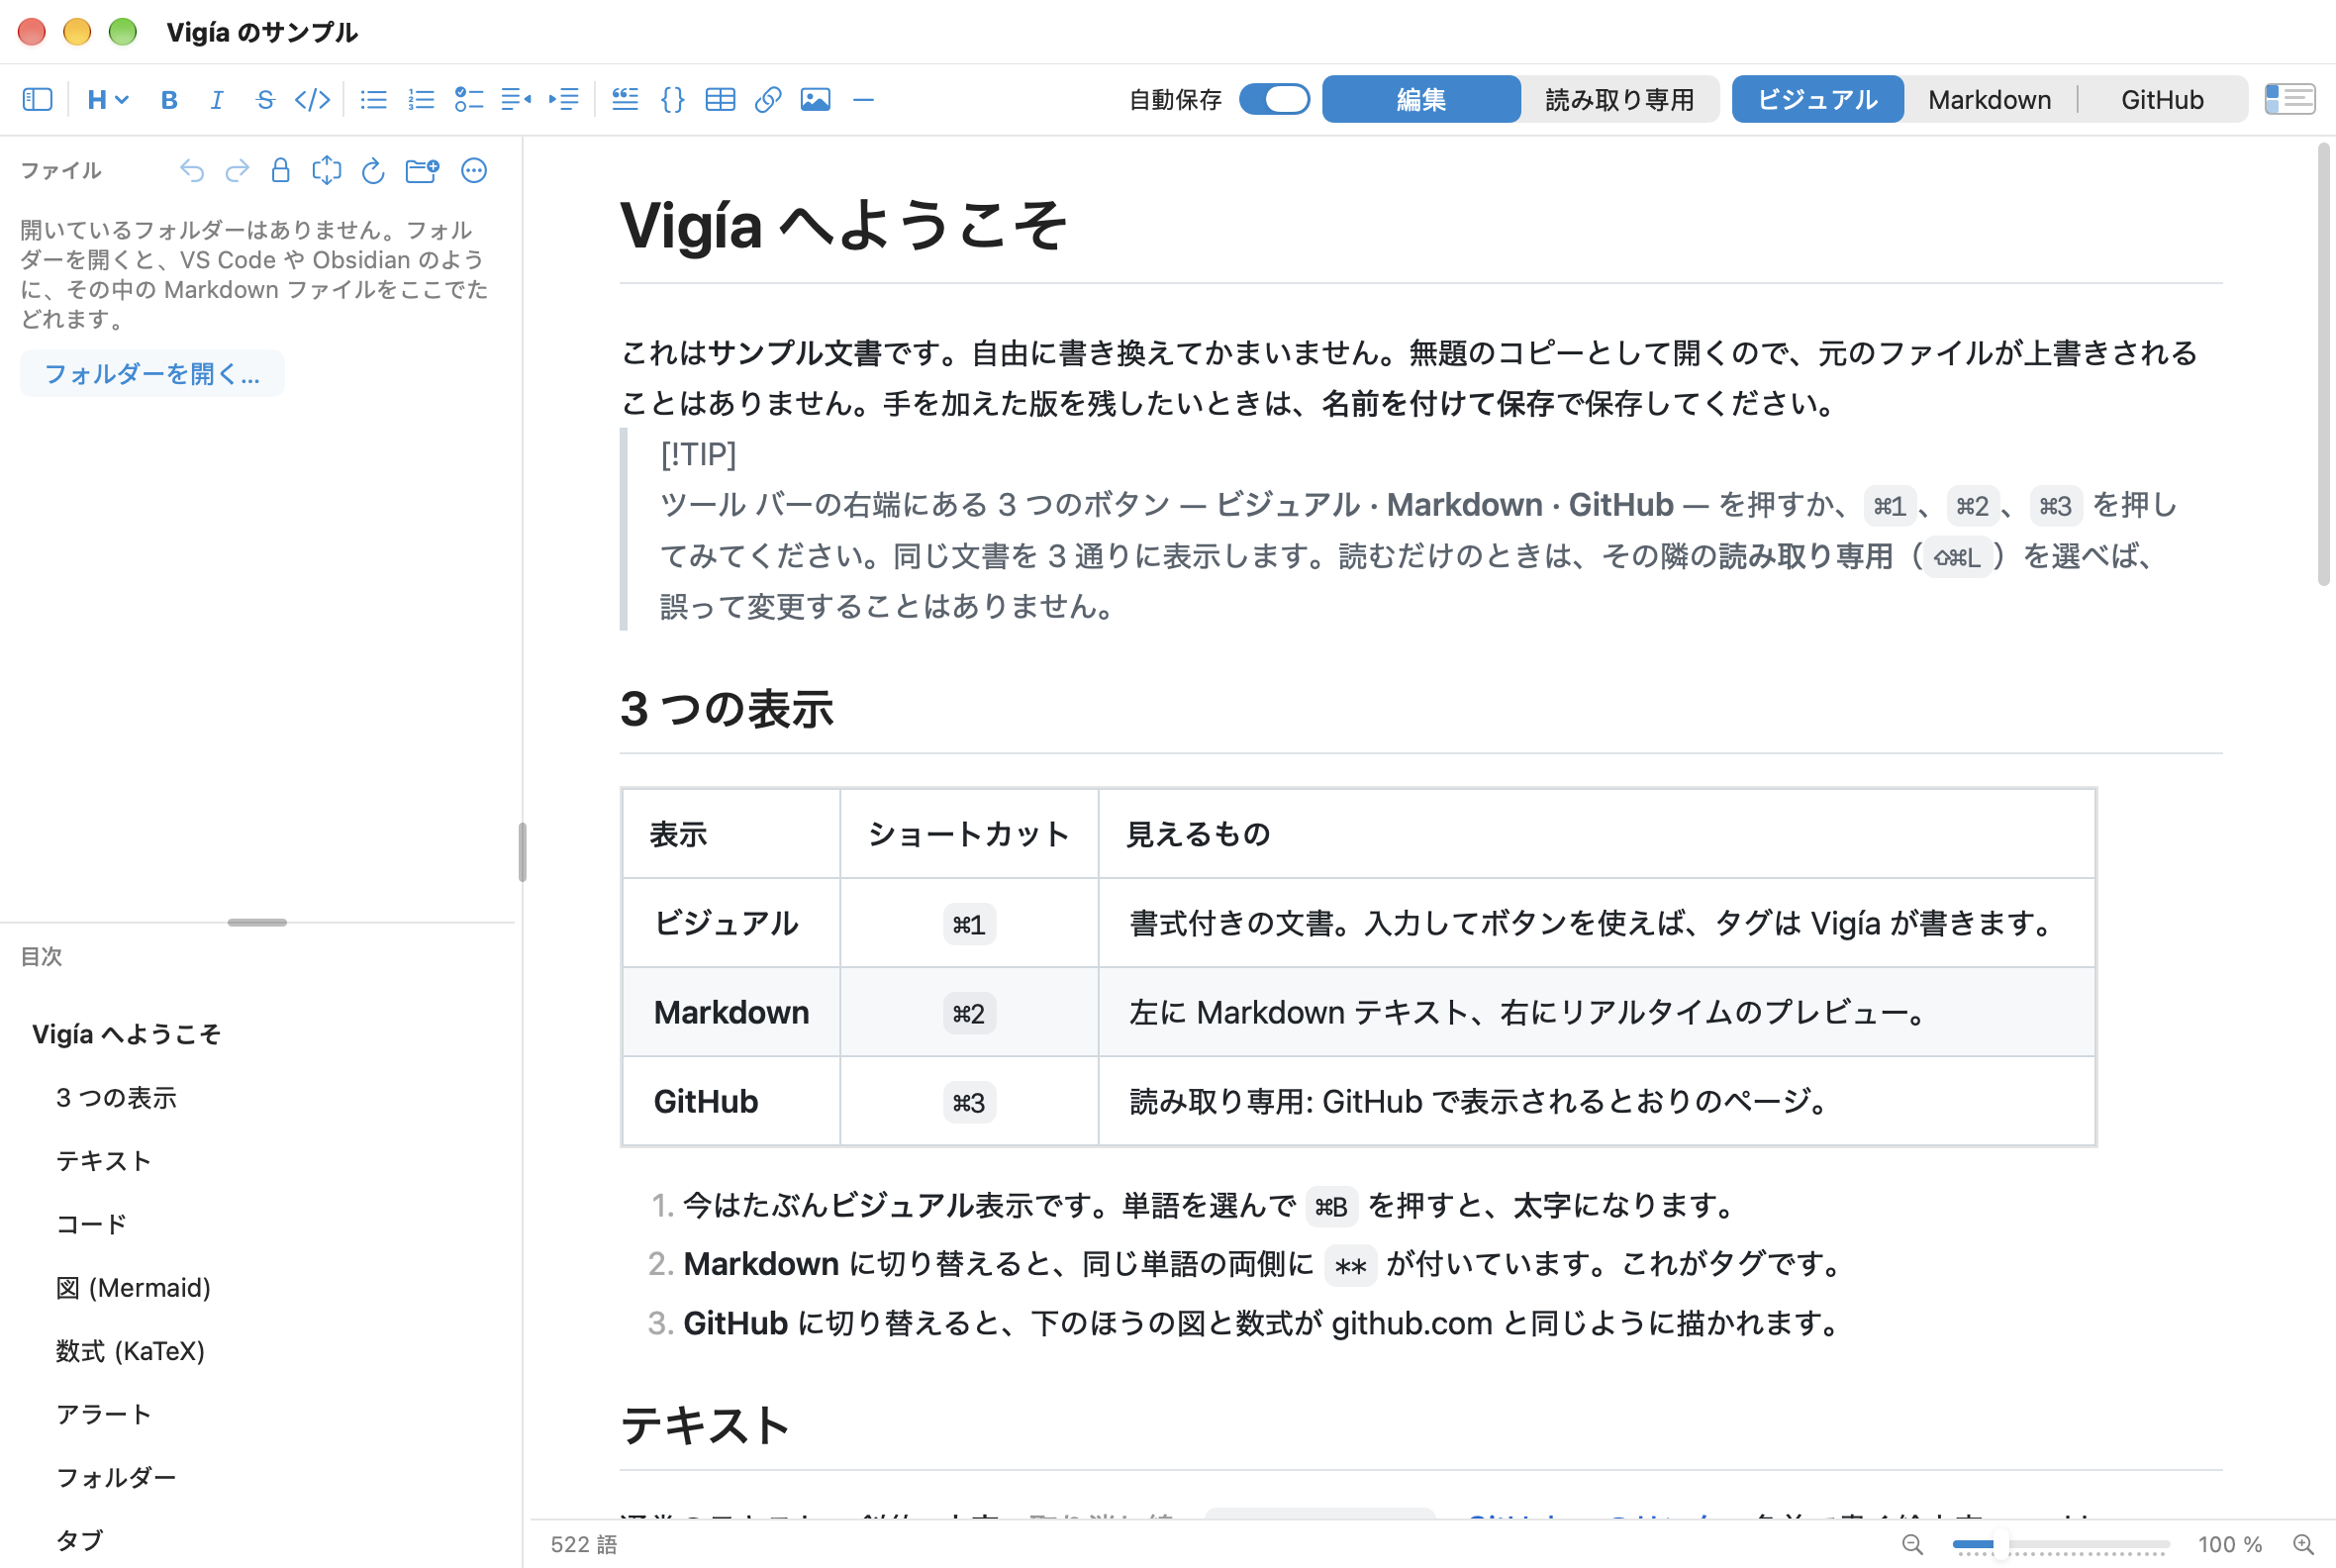 Vigía のサンプル
H B I S </> 自動保存 編集 読み取り専用 ビジュアル Markdown GitHub
ファイル
開いているフォルダーはありません。フォル
ダーを開くと、VS Code や Obsidian のよう
に、その中の Markdown ファイルをここでた
どれます。
フォルダーを開く...
目次
Vigía へようこそ
3 つの表示
テキスト
コード
図 (Mermaid)
数式 (KaTeX)
アラート
フォルダー
タブ
Vigía へようこそ
これはサンプル文書です。自由に書き換えてかまいません。無題のコピーとして開くので、元のファイルが上書きされる
ことはありません。手を加えた版を残したいときは、名前を付けて保存で保存してください。
[!TIP]
ツール バーの右端にある 3 つのボタン — ビジュアル · Markdown · GitHub — を押すか、 ⌘1 、 ⌘2 、 ⌘3 を押し
てみてください。同じ文書を 3 通りに表示します。読むだけのときは、その隣の読み取り専用（ ⇧⌘L ）を選べば、
誤って変更することはありません。
3 つの表示
表示 ショートカット 見えるもの
ビジュアル ⌘1 書式付きの文書。入力してボタンを使えば、タグは Vigía が書きます。
Markdown ⌘2 左に Markdown テキスト、右にリアルタイムのプレビュー。
GitHub ⌘3 読み取り専用: GitHub で表示されるとおりのページ。
1. 今はたぶんビジュアル表示です。単語を選んで ⌘B を押すと、太字になります。
2. Markdown に切り替えると、同じ単語の両側に ** が付いています。これがタグです。
3. GitHub に切り替えると、下のほうの図と数式が github.com と同じように描かれます。
テキスト
522 語 100 %